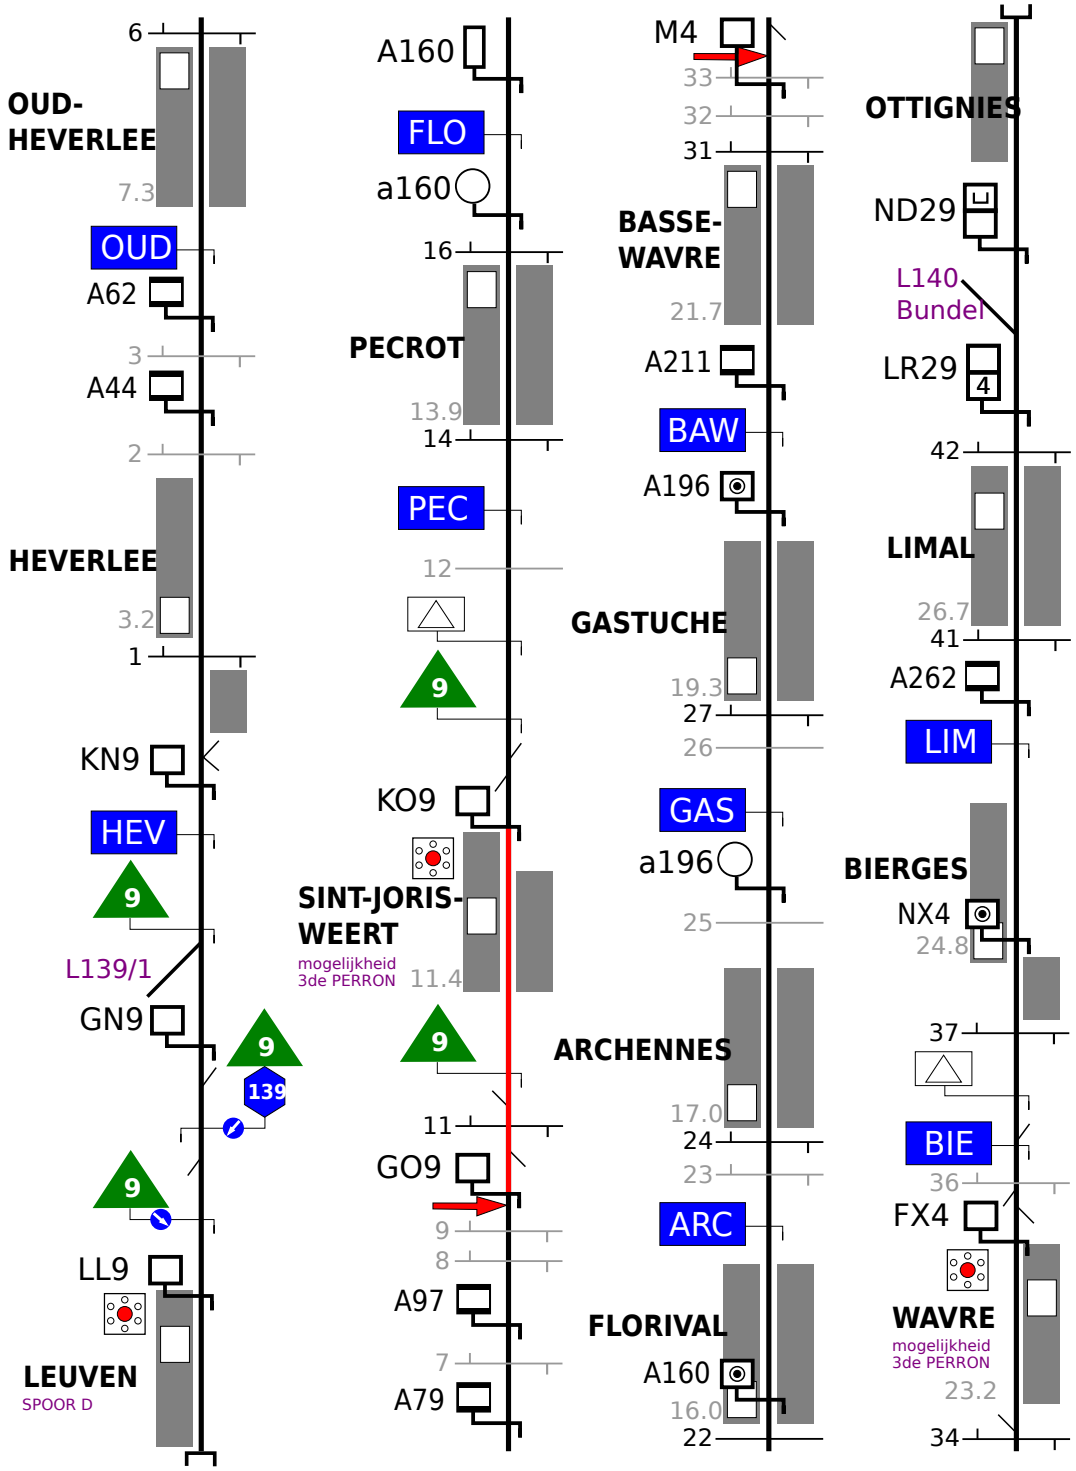 6
OUD-
HEVERLEE
7.3
OUD
A62
3
A44
2
HEVERLEE
3.2
1
KN9
HEV
9
L139/1
GN9
9
139
9
LL9
LEUVEN
SPOOR D
A160
FLO
a160
16
PECROT
13.9
14
PEC
12
9
KO9
SINT-JORIS-
WEERT
mogelijkheid
3de PERRON
11.4
9
11
GO9
9
8
A97
7
A79
M4
33
32
31
BASSE-
WAVRE
21.7
A211
BAW
A196
GASTUCHE
19.3
27
26
GAS
a196
25
ARCHENNES
17.0
24
23
ARC
FLORIVAL
A160
16.0
22
OTTIGNIES
ND29
L140
Bundel
LR29
4
42
LIMAL
26.7
41
A262
LIM
BIERGES
NX4
24.8
37
BIE
36
FX4
WAVRE
mogelijkheid
3de PERRON
23.2
34